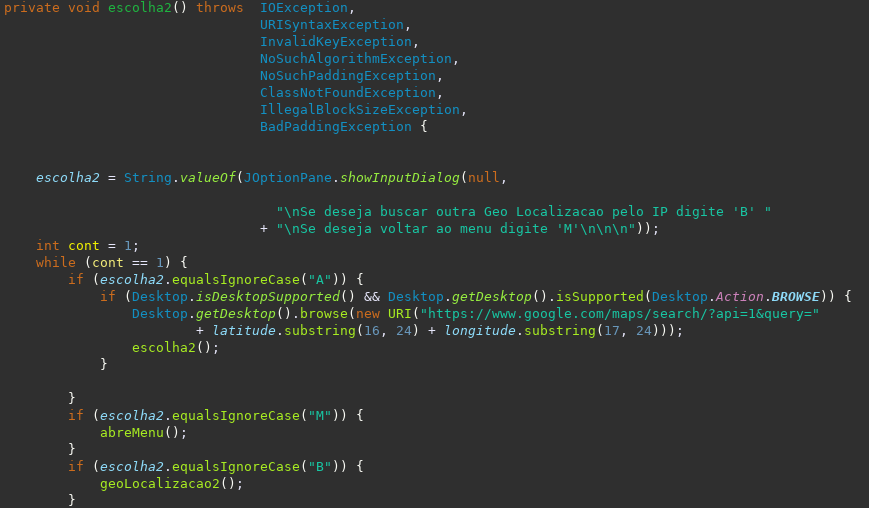 private void escolha2() throws  IOException,
                                URISyntaxException,
                                InvalidKeyException,
                                NoSuchAlgorithmException,
                                NoSuchPaddingException,
                                ClassNotFoundException,
                                IllegalBlockSizeException,
                                BadPaddingException {
    escolha2 = String.valueOf(JOptionPane.showInputDialog(null,
                                  "\nSe deseja buscar outra Geo Localizacao pelo IP digite 'B' "
                                + "\nSe deseja voltar ao menu digite 'M'\n\n\n"));
    int cont = 1;
    while (cont == 1) {
        if (escolha2.equalsIgnoreCase("A")) {
            if (Desktop.isDesktopSupported() && Desktop.getDesktop().isSupported(Desktop.Action.BROWSE)) {
                Desktop.getDesktop().browse(new URI("https://www.google.com/maps/search/?api=1&query="
                        + latitude.substring(16, 24) + longitude.substring(17, 24)));
                escolha2();
            }
        }
        if (escolha2.equalsIgnoreCase("M")) {
            abreMenu();
        }
        if (escolha2.equalsIgnoreCase("B")) {
            geoLocalizacao2();
        }